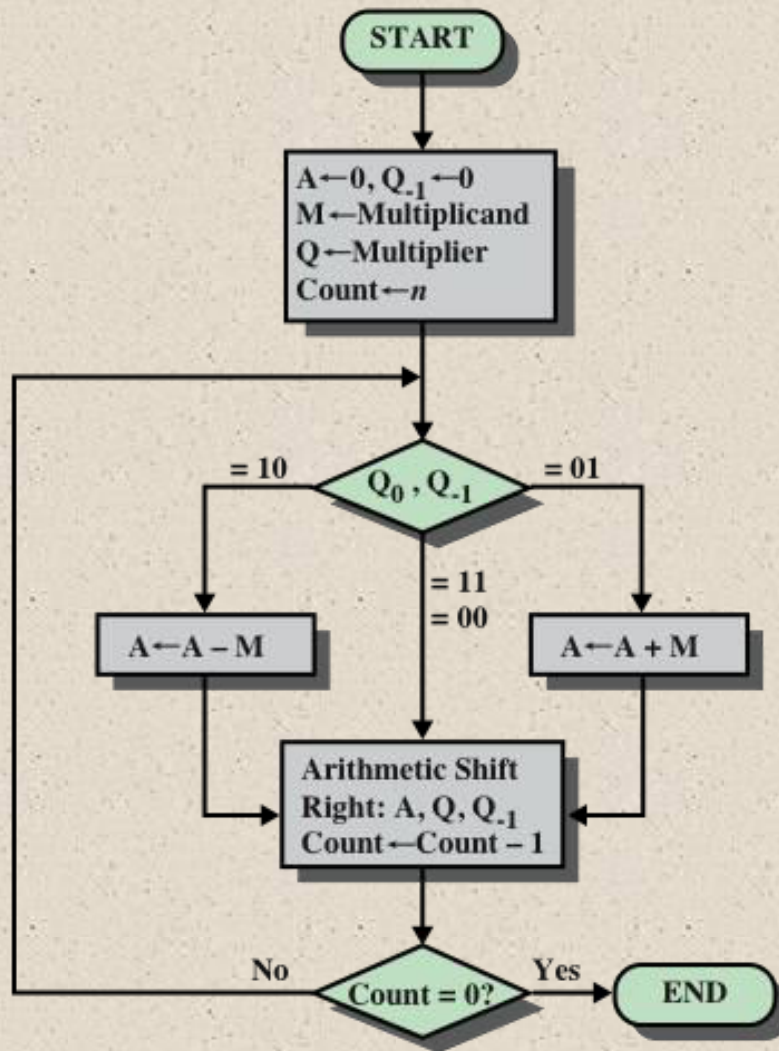 START
A←0, Q₋₁←0
M←Multiplicand
Q←Multiplier
Count←n
= 10
Q₀ , Q₋₁
= 01
= 11
= 00
A←A – M
A←A + M
Arithmetic Shift
Right: A, Q, Q₋₁
Count←Count – 1
No
Count = 0?
Yes
END